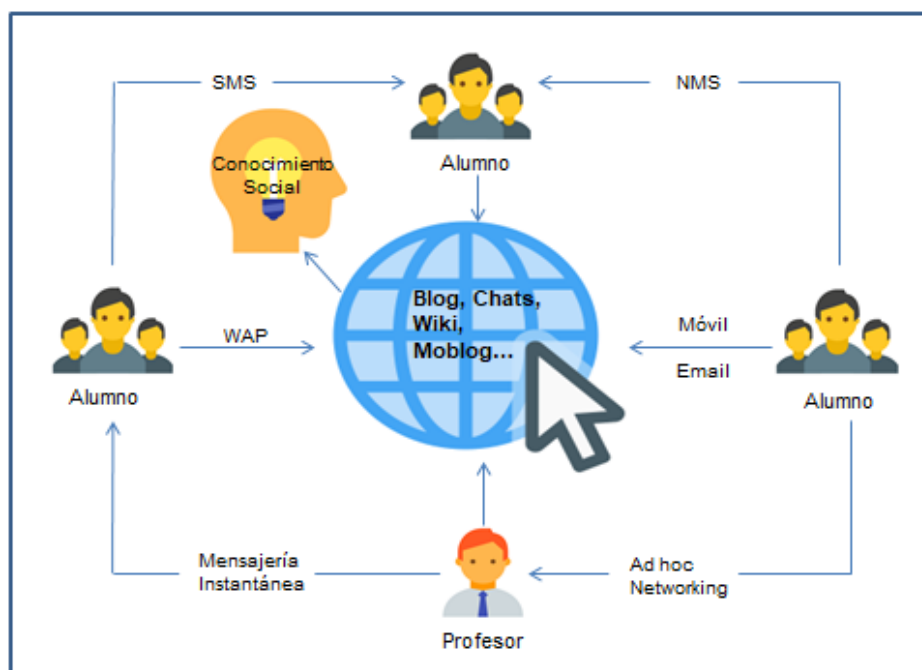 SMS
NMS
Alumno
Conocimiento
Social
Blog, Chats,
Wiki,
Moblog...
WAP
Móvil
Email
Alumno
Alumno
Mensajería
Instantánea
Ad hoc
Networking
Profesor